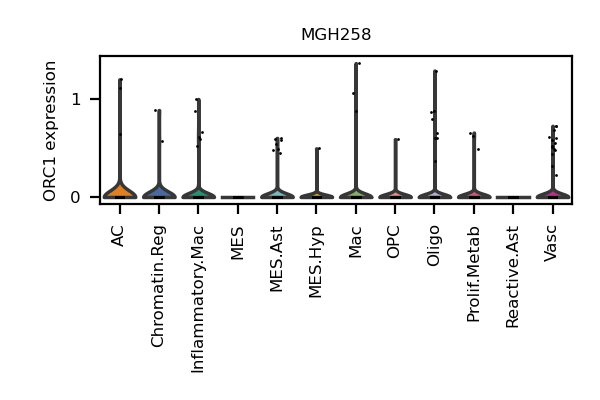 MGH258
ORC1 expression
1
0
AC
Chromatin.Reg
Inflammatory.Mac
MES
MES.Ast
MES.Hyp
Mac
OPC
Oligo
Prolif.Metab
Reactive.Ast
Vasc